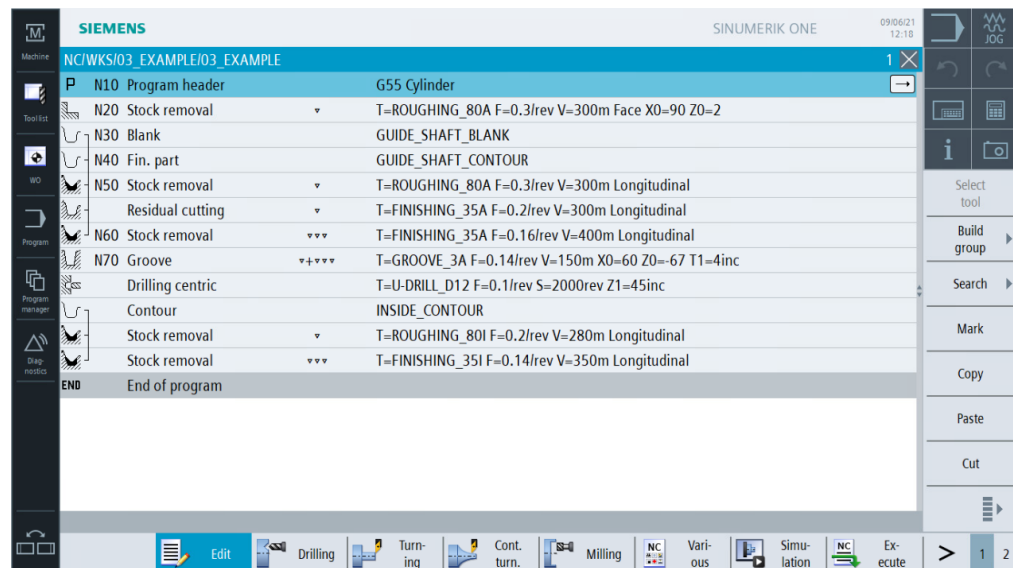 SIEMENS
SINUMERIK ONE
09/06/21
12:18
M
Machine
JOG
NC/WKS/03_EXAMPLE/03_EXAMPLE
1
P N10 Program header G55 Cylinder
N20 Stock removal ▿ T=ROUGHING_80A F=0.3/rev V=300m Face X0=90 Z0=2
N30 Blank GUIDE_SHAFT_BLANK
N40 Fin. part GUIDE_SHAFT_CONTOUR
N50 Stock removal ▿ T=ROUGHING_80A F=0.3/rev V=300m Longitudinal
Residual cutting ▿ T=FINISHING_35A F=0.2/rev V=300m Longitudinal
N60 Stock removal ▿▿▿ T=FINISHING_35A F=0.16/rev V=400m Longitudinal
N70 Groove ▿+▿▿▿ T=GROOVE_3A F=0.14/rev V=150m X0=60 Z0=-67 T1=4inc
Drilling centric T=U-DRILL_D12 F=0.1/rev S=2000rev Z1=45inc
Contour INSIDE_CONTOUR
Stock removal ▿ T=ROUGHING_80I F=0.2/rev V=280m Longitudinal
Stock removal ▿▿▿ T=FINISHING_35I F=0.14/rev V=350m Longitudinal
END End of program
Tool list
WO
Program
Program
manager
Diag-
nostics
i
Select
tool
Build
group
Search
Mark
Copy
Paste
Cut
Edit
Drilling
Turn-
ing
Cont.
turn.
Milling
NC
Vari-
ous
Simu-
lation
NC
Ex-
ecute
> 1 2